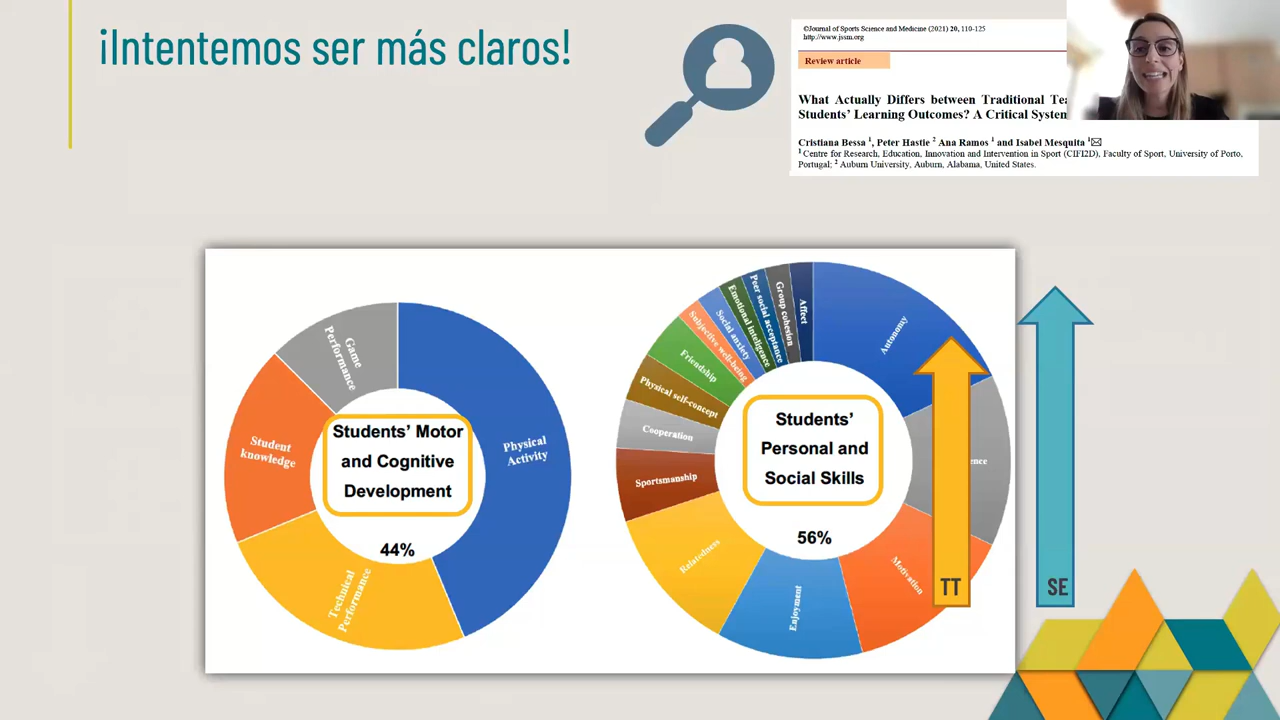 ¡Intentemos ser más claros!
©Journal of Sports Science and Medicine (2021) 20, 110-125
http://www.jssm.org
Review article
What Actually Differs between Traditional
Students' Learning Outcomes? A Critical
Cristiana Bessa 1, Peter Hastie 2 Ana Ramos 1 and Isabel Mesquita 1✉
1 Centre for Research, Education, Innovation and Intervention in Sport (CIFI2D), Faculty of Sport, University of Porto,
Portugal; 2 Auburn University, Auburn, Alabama, United States.
Game
Performance
Student
knowledge
Physical
Activity
Technical
Performance
Students' Motor
and Cognitive
Development
44%
Autonomy
Motivation
Enjoyment
Relatedness
Sportsmanship
Cooperation
Physical self-concept
Friendship
Subjective well-being
Social anxiety
Emotional inteligence
Peer social acceptance
Group cohesion
Affect
Students'
Personal and
Social Skills
56%
TT
SE